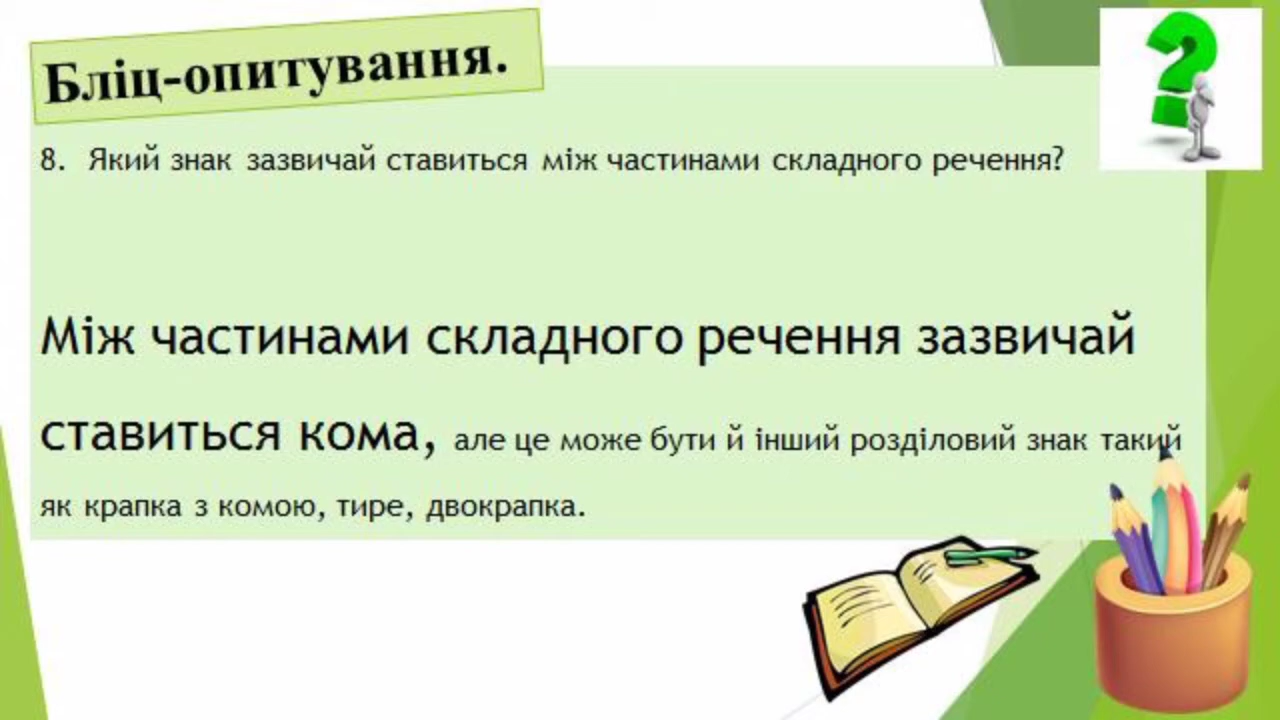 Бліц-опитування.
8. Який знак зазвичай ставиться між частинами складного речення?
Між частинами складного речення зазвичай
ставиться кома, але це може бути й інший розділовий знак такий
як крапка з комою, тире, двокрапка.